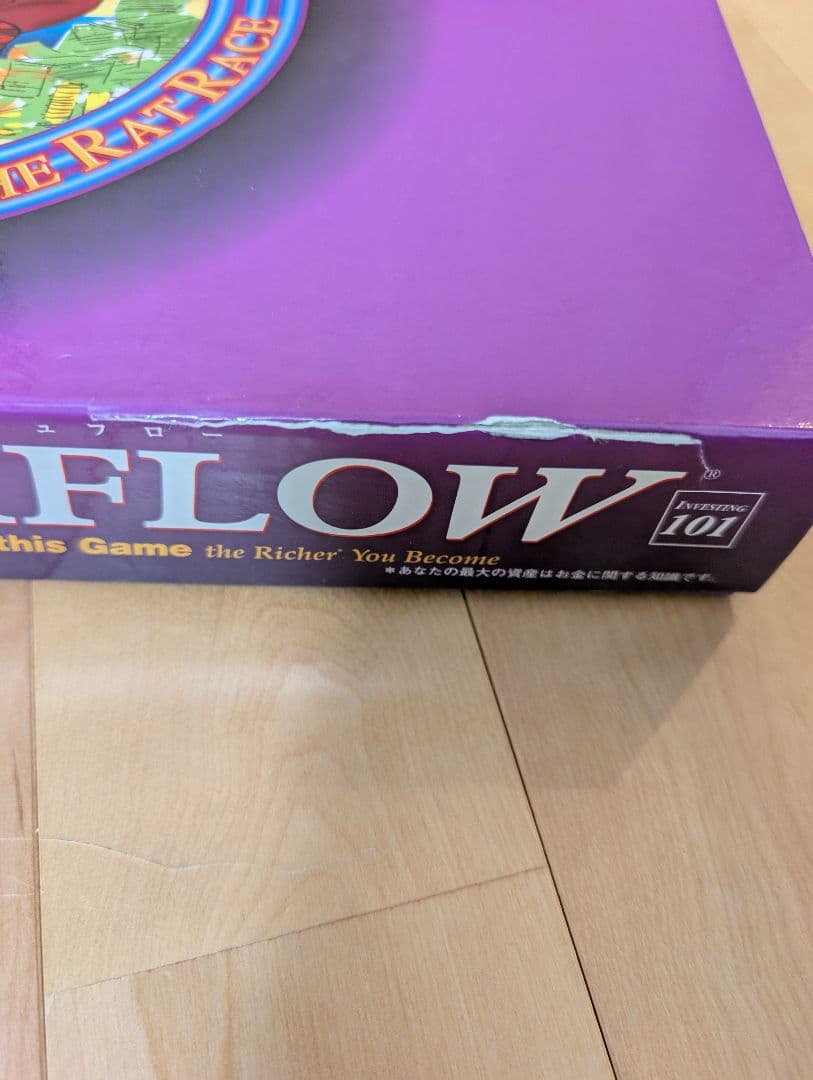 HE RAT RACE
ュフロー
FLOW®
this Game the Richer* You Become
INVESTING
101
*あなたの最大の資産はお金に関する知識です。